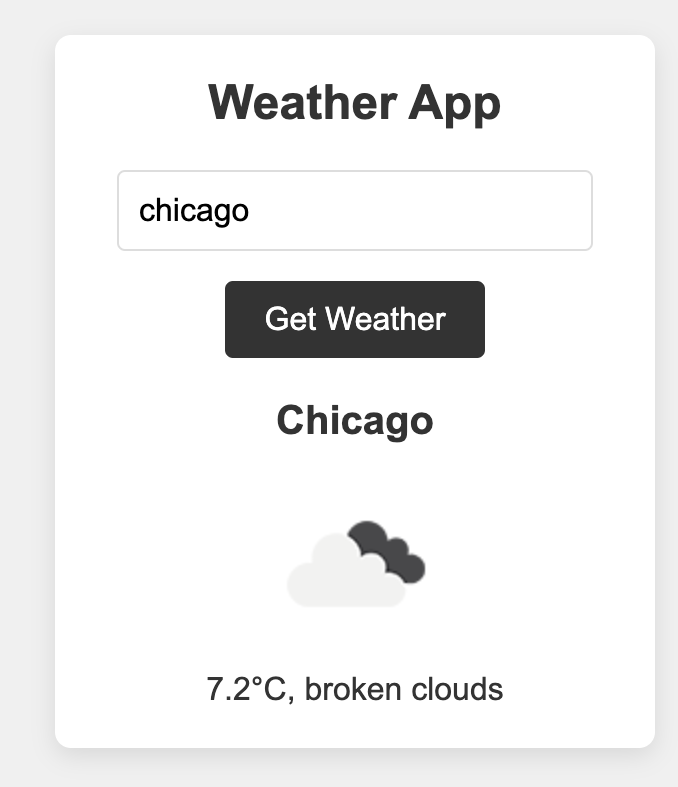 Weather App
chicago
Get Weather
Chicago
7.2°C, broken clouds